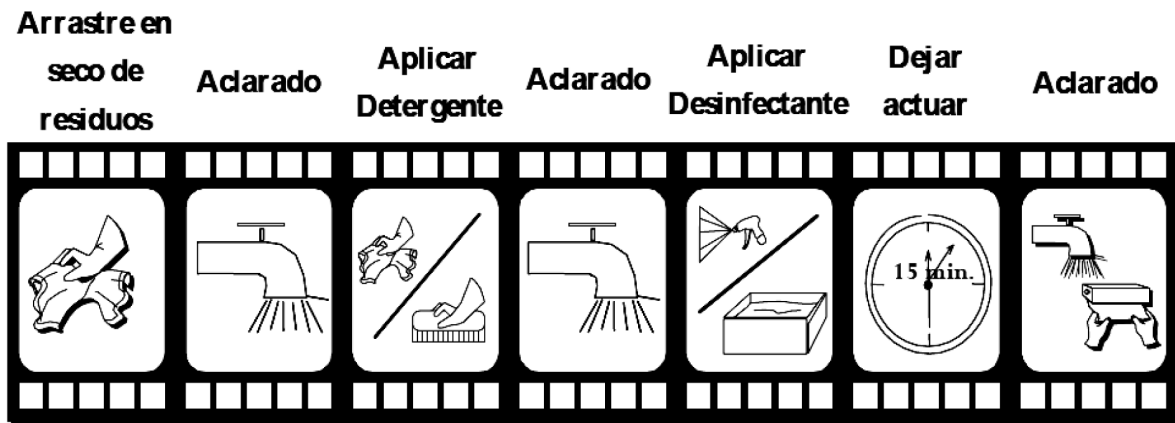 Arrastre en
seco de
residuos
Aclarado
Aplicar
Detergente
Aclarado
Aplicar
Desinfectante
Dejar
actuar
Aclarado
15 min.